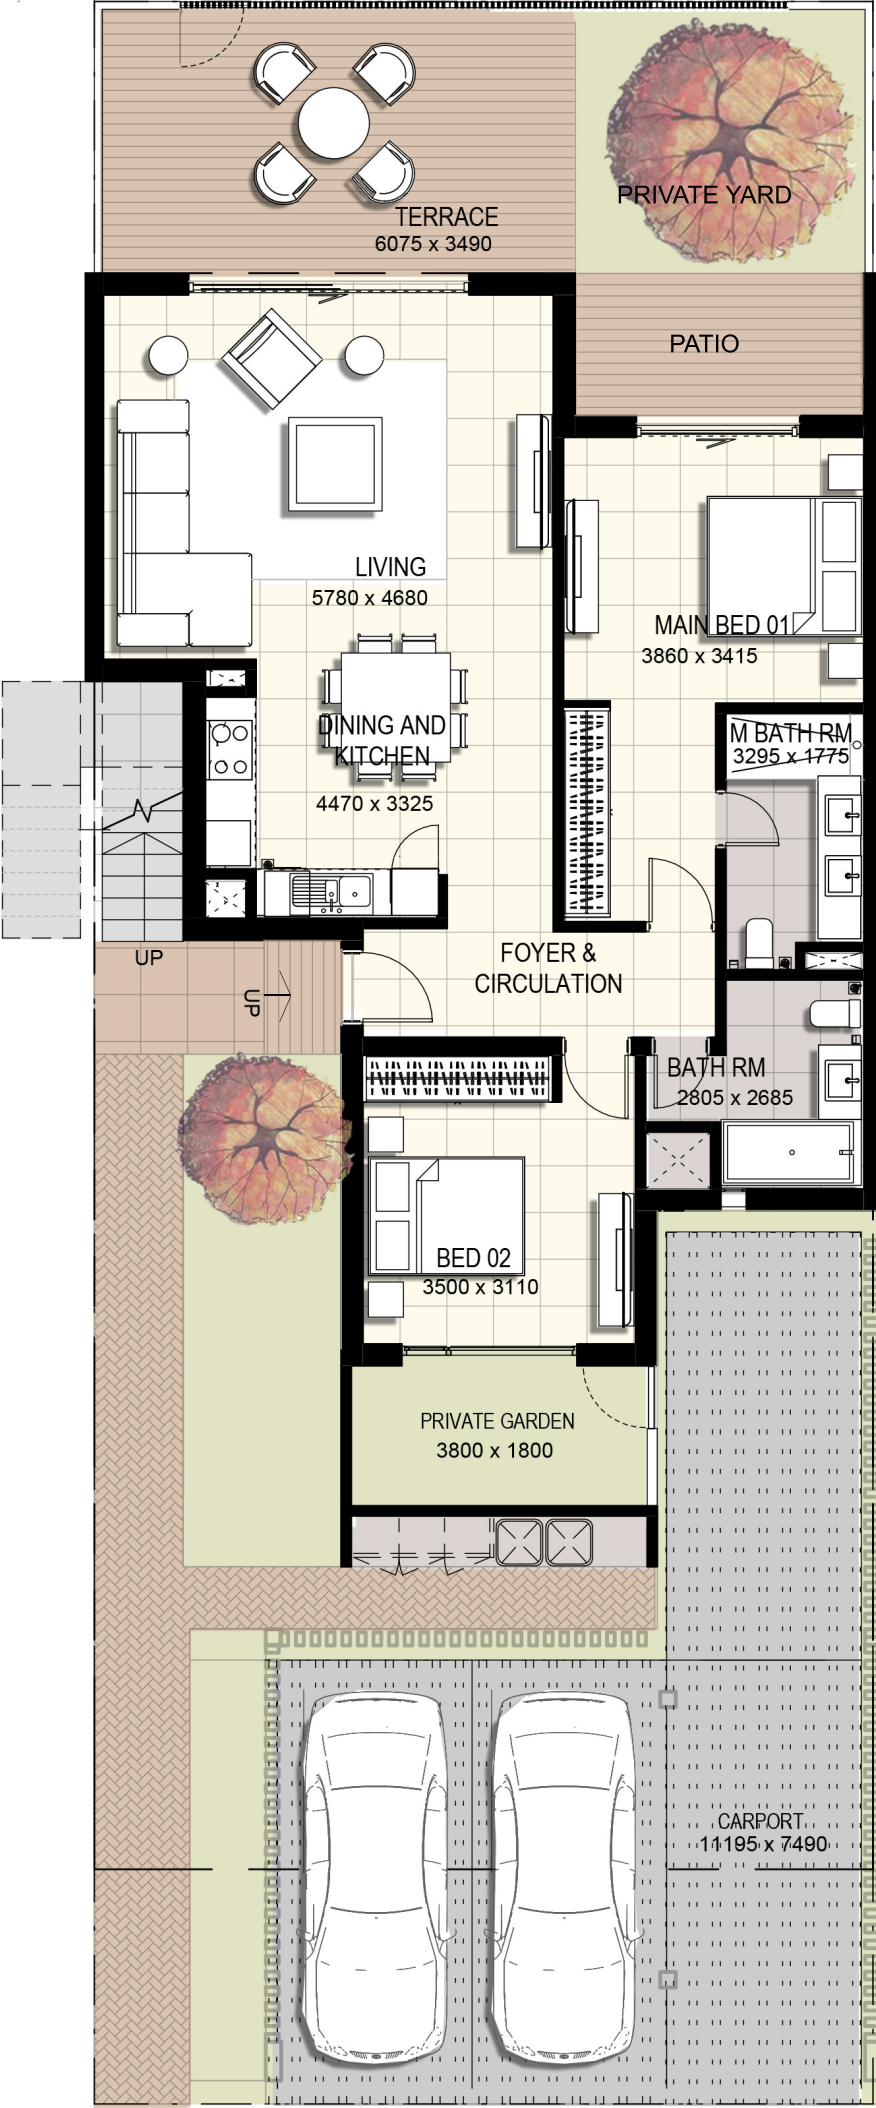 PRIVATE YARD
TERRACE
6075 x 3490
PATIO
LIVING
5780 x 4680
MAIN BED 01
3860 x 3415
DINING AND
KITCHEN
4470 x 3325
M BATH RM
3295 x 1775
UP
UP
FOYER &
CIRCULATION
BATH RM
2805 x 2685
BED 02
3500 x 3110
PRIVATE GARDEN
3800 x 1800
CARPORT
11195 x 7490